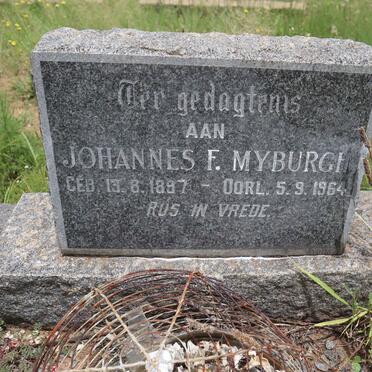 Ter gedagtenis
AAN
JOHANNES F. MYBURGH
GEB. 13. 8. 1887 – OORL. 5. 9. 1964
RUS IN VREDE.